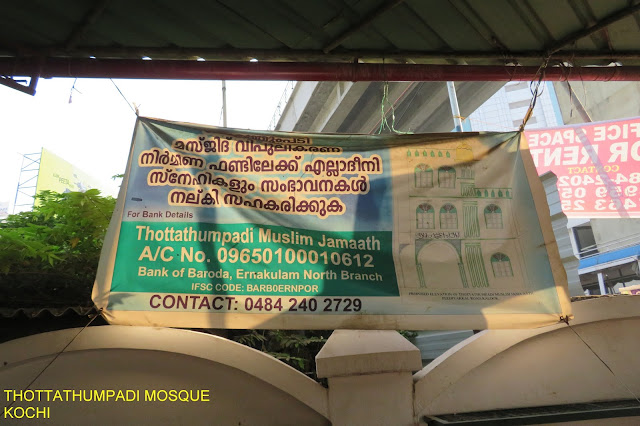 മസ്ജിദ് വിപുലീകരണ
നിർമ്മാണ ഫണ്ടിലേക്ക് എല്ലാദീനി
സ്നേഹികളും സംഭാവനകൾ
നല്കി സഹകരിക്കുക
For Bank Details
Thottathumpadi Muslim Jamaath
A/C No. 09650100010612
Bank of Baroda, Ernakulam North Branch
IFSC CODE: BARB0ERNPOR
CONTACT: 0484 240 2729
FICE SPACE
OR RENT
CONTACT:
THOTTATHUMPADI MOSQUE
KOCHI